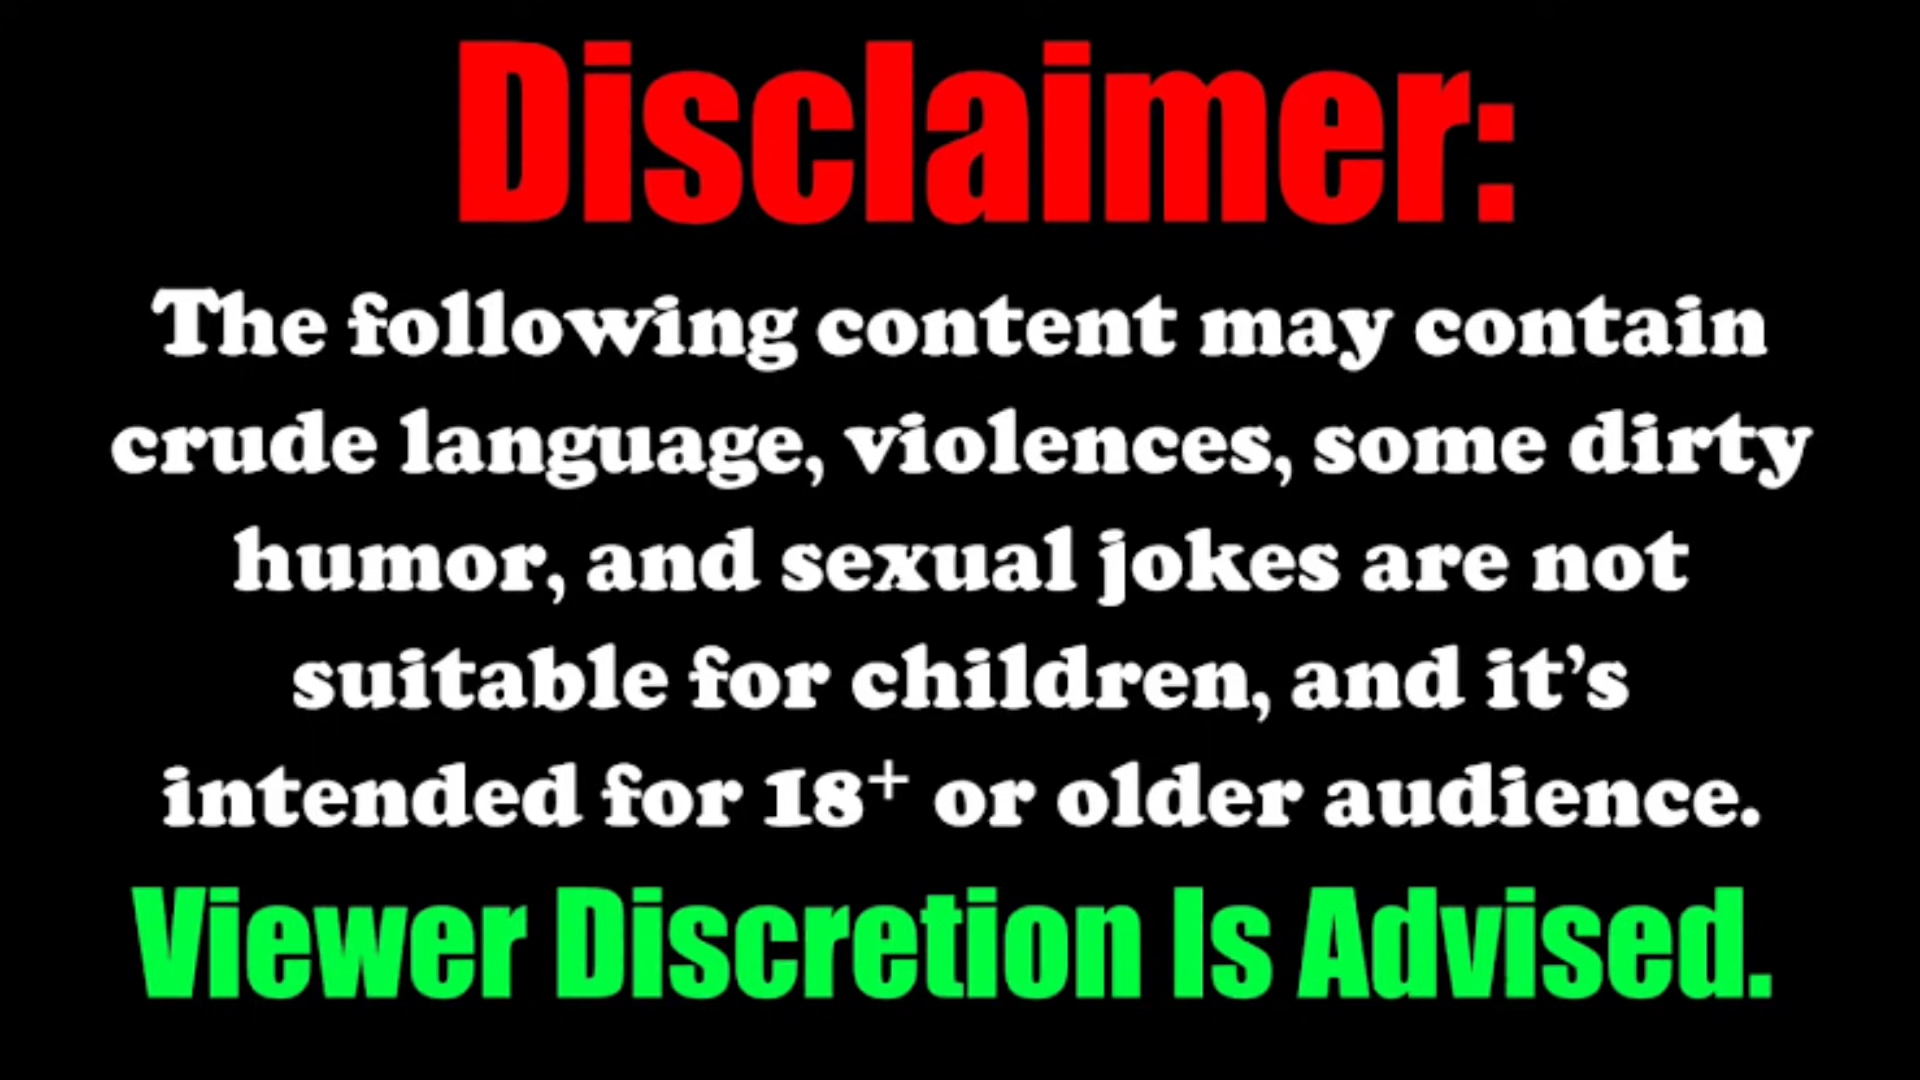 Disclaimer:
The following content may contain
crude language, violences, some dirty
humor, and sexual jokes are not
suitable for children, and it’s
intended for 18+ or older audience.
Viewer Discretion Is Advised.